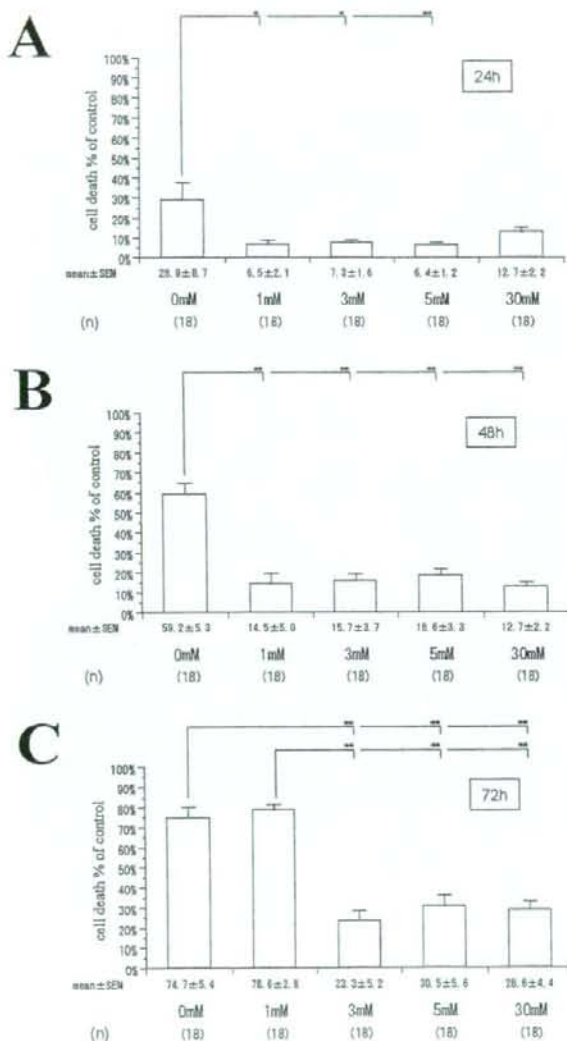 A
24h
cell death % of control
100%
90%
80%
70%
60%
50%
40%
30%
20%
10%
0%
mean±SEM 28.9±8.7 6.5±2.1 7.3±1.6 6.4±1.2 12.7±2.2
0mM 1mM 3mM 5mM 30mM
(n) (18) (18) (18) (18) (18)
B
48h
cell death % of control
100%
90%
80%
70%
60%
50%
40%
30%
20%
10%
0%
mean±SEM 59.2±5.3 14.5±5.0 15.7±3.7 18.6±3.3 12.7±2.2
0mM 1mM 3mM 5mM 30mM
(n) (18) (18) (18) (18) (18)
C
72h
cell death % of control
100%
90%
80%
70%
60%
50%
40%
30%
20%
10%
0%
mean±SEM 74.7±5.4 78.6±2.8 23.3±5.2 30.5±5.6 28.6±4.4
0mM 1mM 3mM 5mM 30mM
(n) (18) (18) (18) (18) (18)